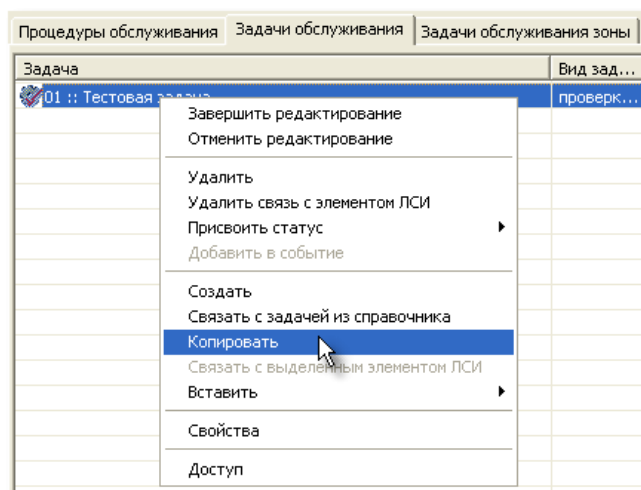 Процедуры обслуживания Задачи обслуживания Задачи обслуживания зоны
Задача Вид зад...
01 :: Тестовая задача проверк...
Завершить редактирование
Отменить редактирование
Удалить
Удалить связь с элементом ЛСИ
Присвоить статус
Добавить в событие
Создать
Связать с задачей из справочника
Копировать
Связать с выделенным элементом ЛСИ
Вставить
Свойства
Доступ